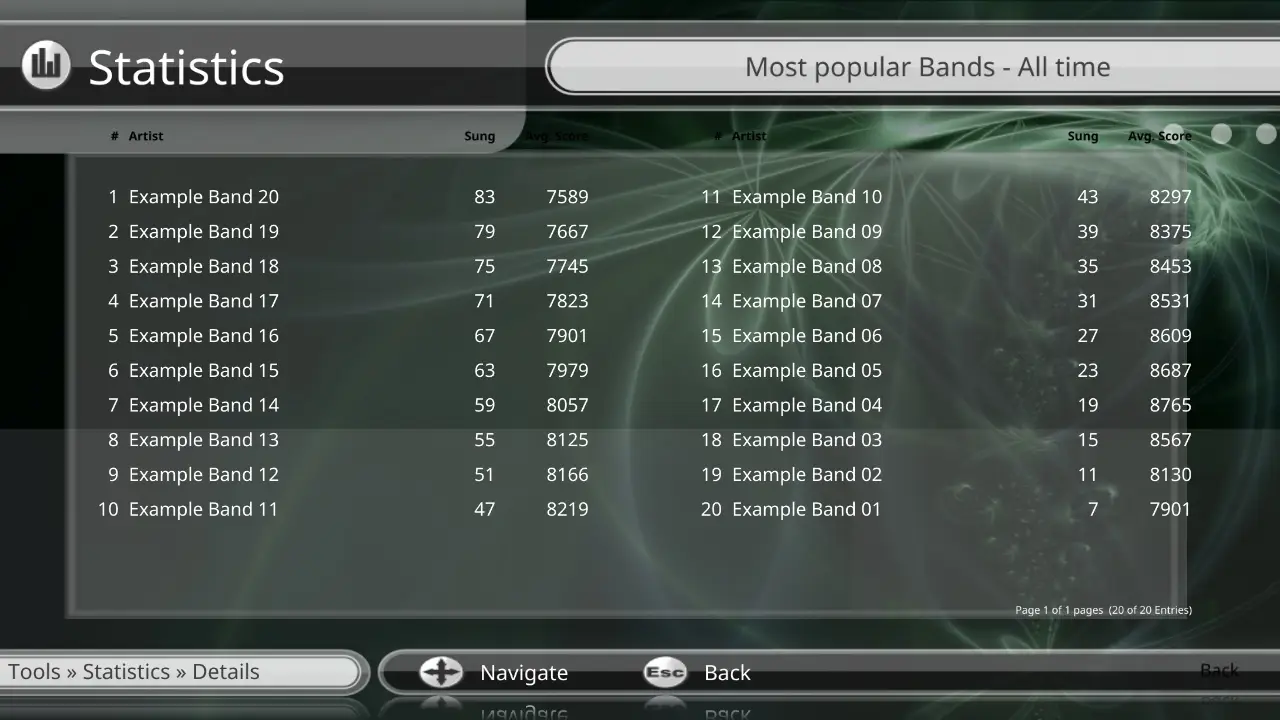 Statistics
Most popular Bands - All time
# Artist Sung Avg. Score
1 Example Band 20 83 7589
2 Example Band 19 79 7667
3 Example Band 18 75 7745
4 Example Band 17 71 7823
5 Example Band 16 67 7901
6 Example Band 15 63 7979
7 Example Band 14 59 8057
8 Example Band 13 55 8125
9 Example Band 12 51 8166
10 Example Band 11 47 8219
# Artist Sung Avg. Score
11 Example Band 10 43 8297
12 Example Band 09 39 8375
13 Example Band 08 35 8453
14 Example Band 07 31 8531
15 Example Band 06 27 8609
16 Example Band 05 23 8687
17 Example Band 04 19 8765
18 Example Band 03 15 8567
19 Example Band 02 11 8130
20 Example Band 01 7 7901
Page 1 of 1 pages (20 of 20 Entries)
Tools » Statistics » Details
Navigate
Esc Back
Back